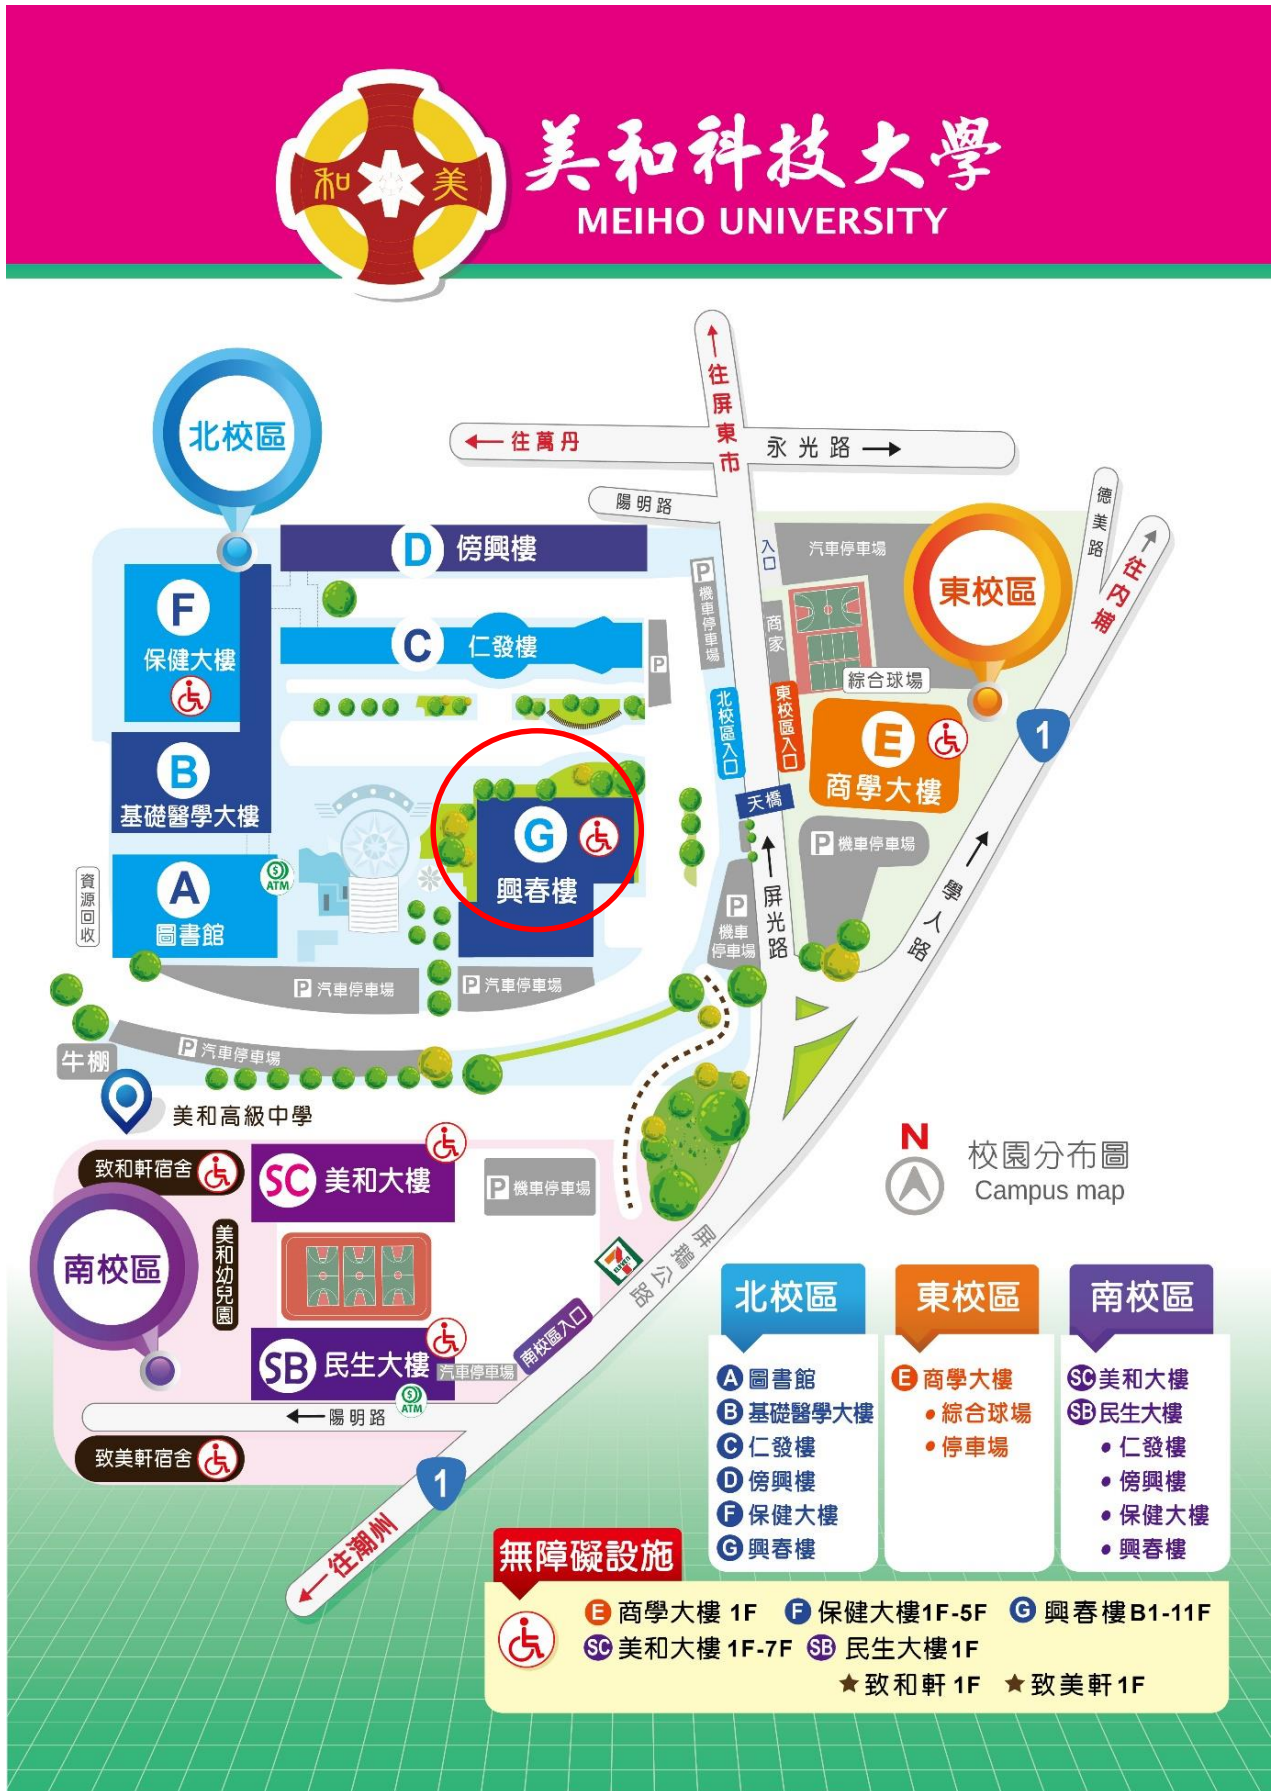 和 美
美和科技大學
MEIHO UNIVERSITY
北校區
往屏東市
往萬丹
永光路
陽明路
德美路
往內埔
D 傍興樓
入口
汽車停車場
東校區
P 機車停車場
F
保健大樓
C 仁發樓
商家
P
綜合球場
北校區入口
東校區入口
E
商學大樓
1
B
基礎醫學大樓
天橋
G
興春樓
P 機車停車場
A
圖書館
ATM
資源回收
屏光路
學人路
P
機車
停車場
P 汽車停車場
P 汽車停車場
P 汽車停車場
牛棚
美和高級中學
N
校園分布圖
Campus map
致和軒宿舍
SC 美和大樓
P 機車停車場
南校區
美和幼兒園
7
ELEVEN
屏鵝公路
SB 民生大樓
汽車停車場
南校區入口
ATM
陽明路
致美軒宿舍
1
往潮州
北校區
A 圖書館
B 基礎醫學大樓
C 仁發樓
D 傍興樓
F 保健大樓
G 興春樓
東校區
E 商學大樓
• 綜合球場
• 停車場
南校區
SC 美和大樓
SB 民生大樓
• 仁發樓
• 傍興樓
• 保健大樓
• 興春樓
無障礙設施
E 商學大樓 1F F 保健大樓1F-5F G 興春樓B1-11F
SC 美和大樓 1F-7F SB 民生大樓1F
★致和軒 1F ★致美軒1F